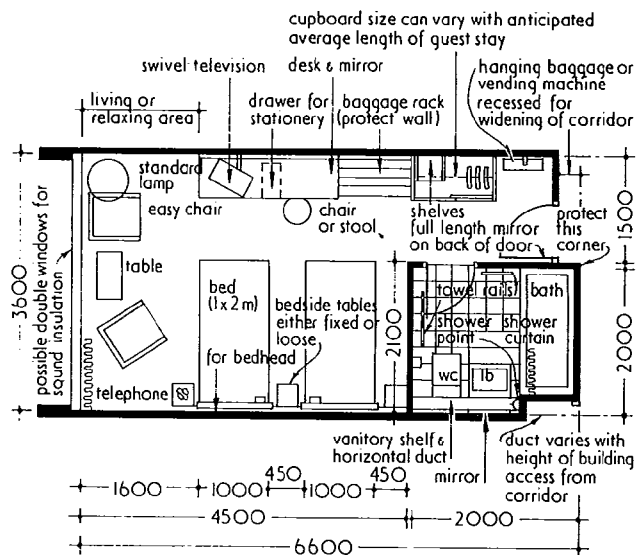 cupboard size can vary with anticipated
average length of guest stay
swivel television
desk & mirror
hanging baggage or
vending machine
recessed for
widening of corridor
living or
relaxing area
drawer for
stationery
baggage rack
(protect wall)
standard
lamp
easy chair
chair
or stool
shelves
full length mirror
on back of door
protect
this
corner
1500
3600
possible double windows for
sound insulation
table
bed
(1x2m)
bedside tables
either fixed or
loose
for bedhead
telephone
2100
towel rails
bath
shower
point
shower
curtain
wc
lb
2000
vanitory shelf &
horizontal duct
mirror
duct varies with
height of building
access from
corridor
450
450
1600
1000
1000
4500
2000
6600